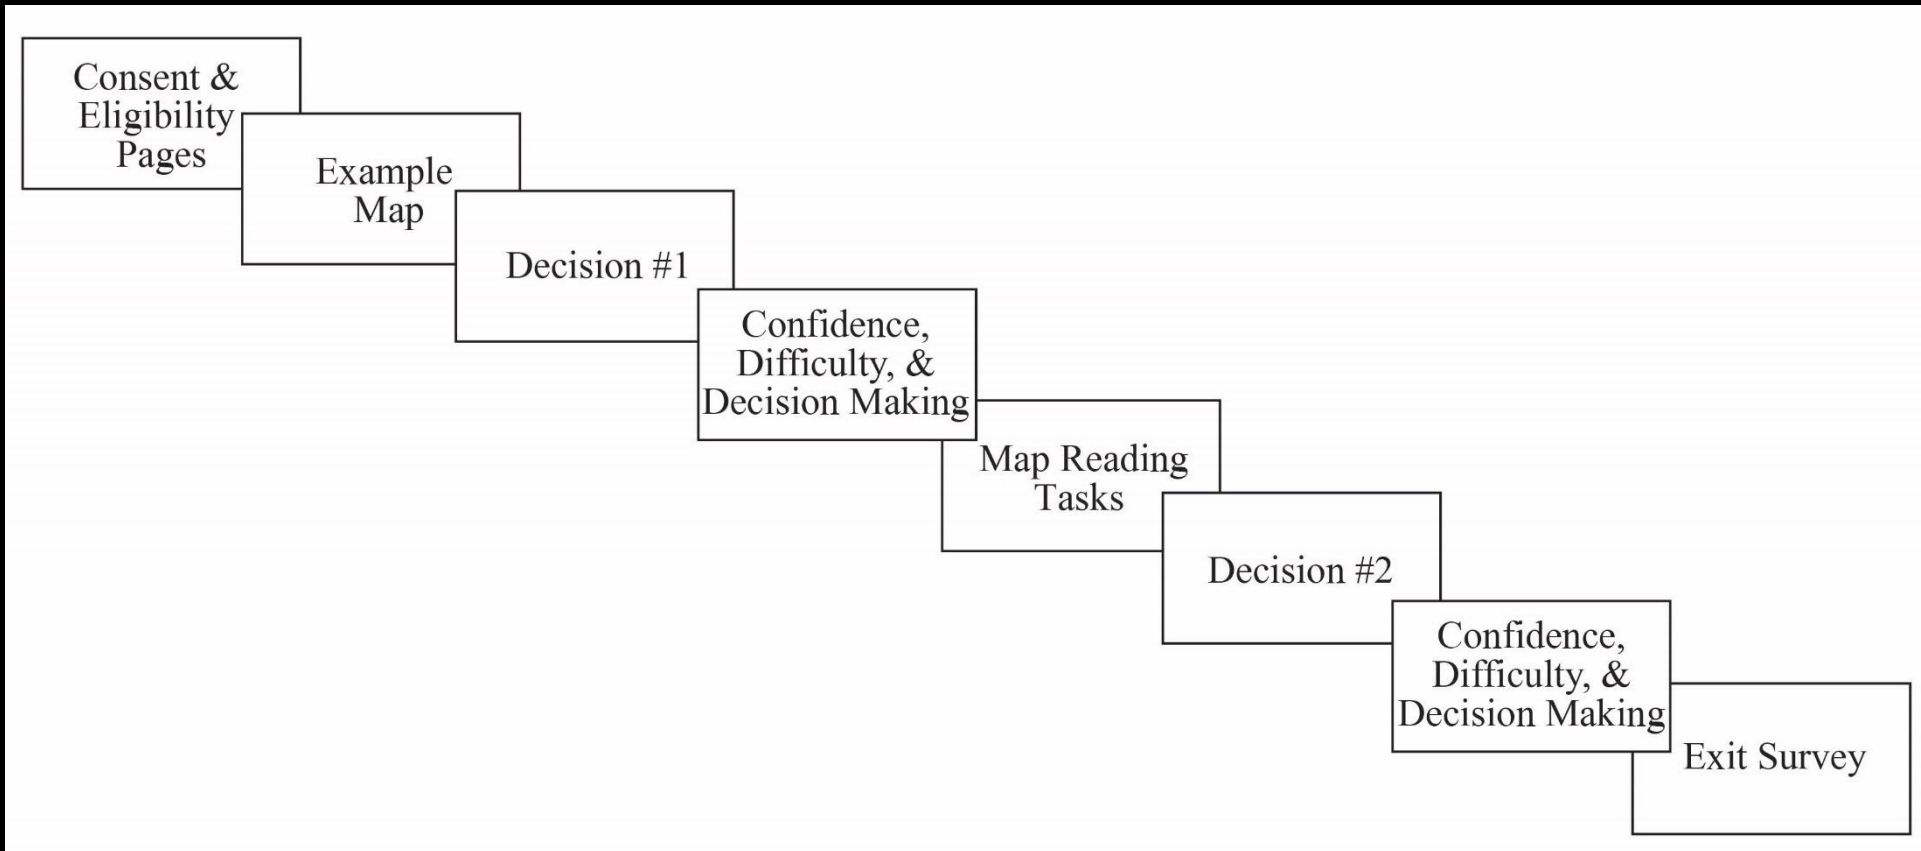 Consent &
Eligibility
Pages
Example
Map
Decision #1
Confidence,
Difficulty, &
Decision Making
Map Reading
Tasks
Decision #2
Confidence,
Difficulty, &
Decision Making
Exit Survey